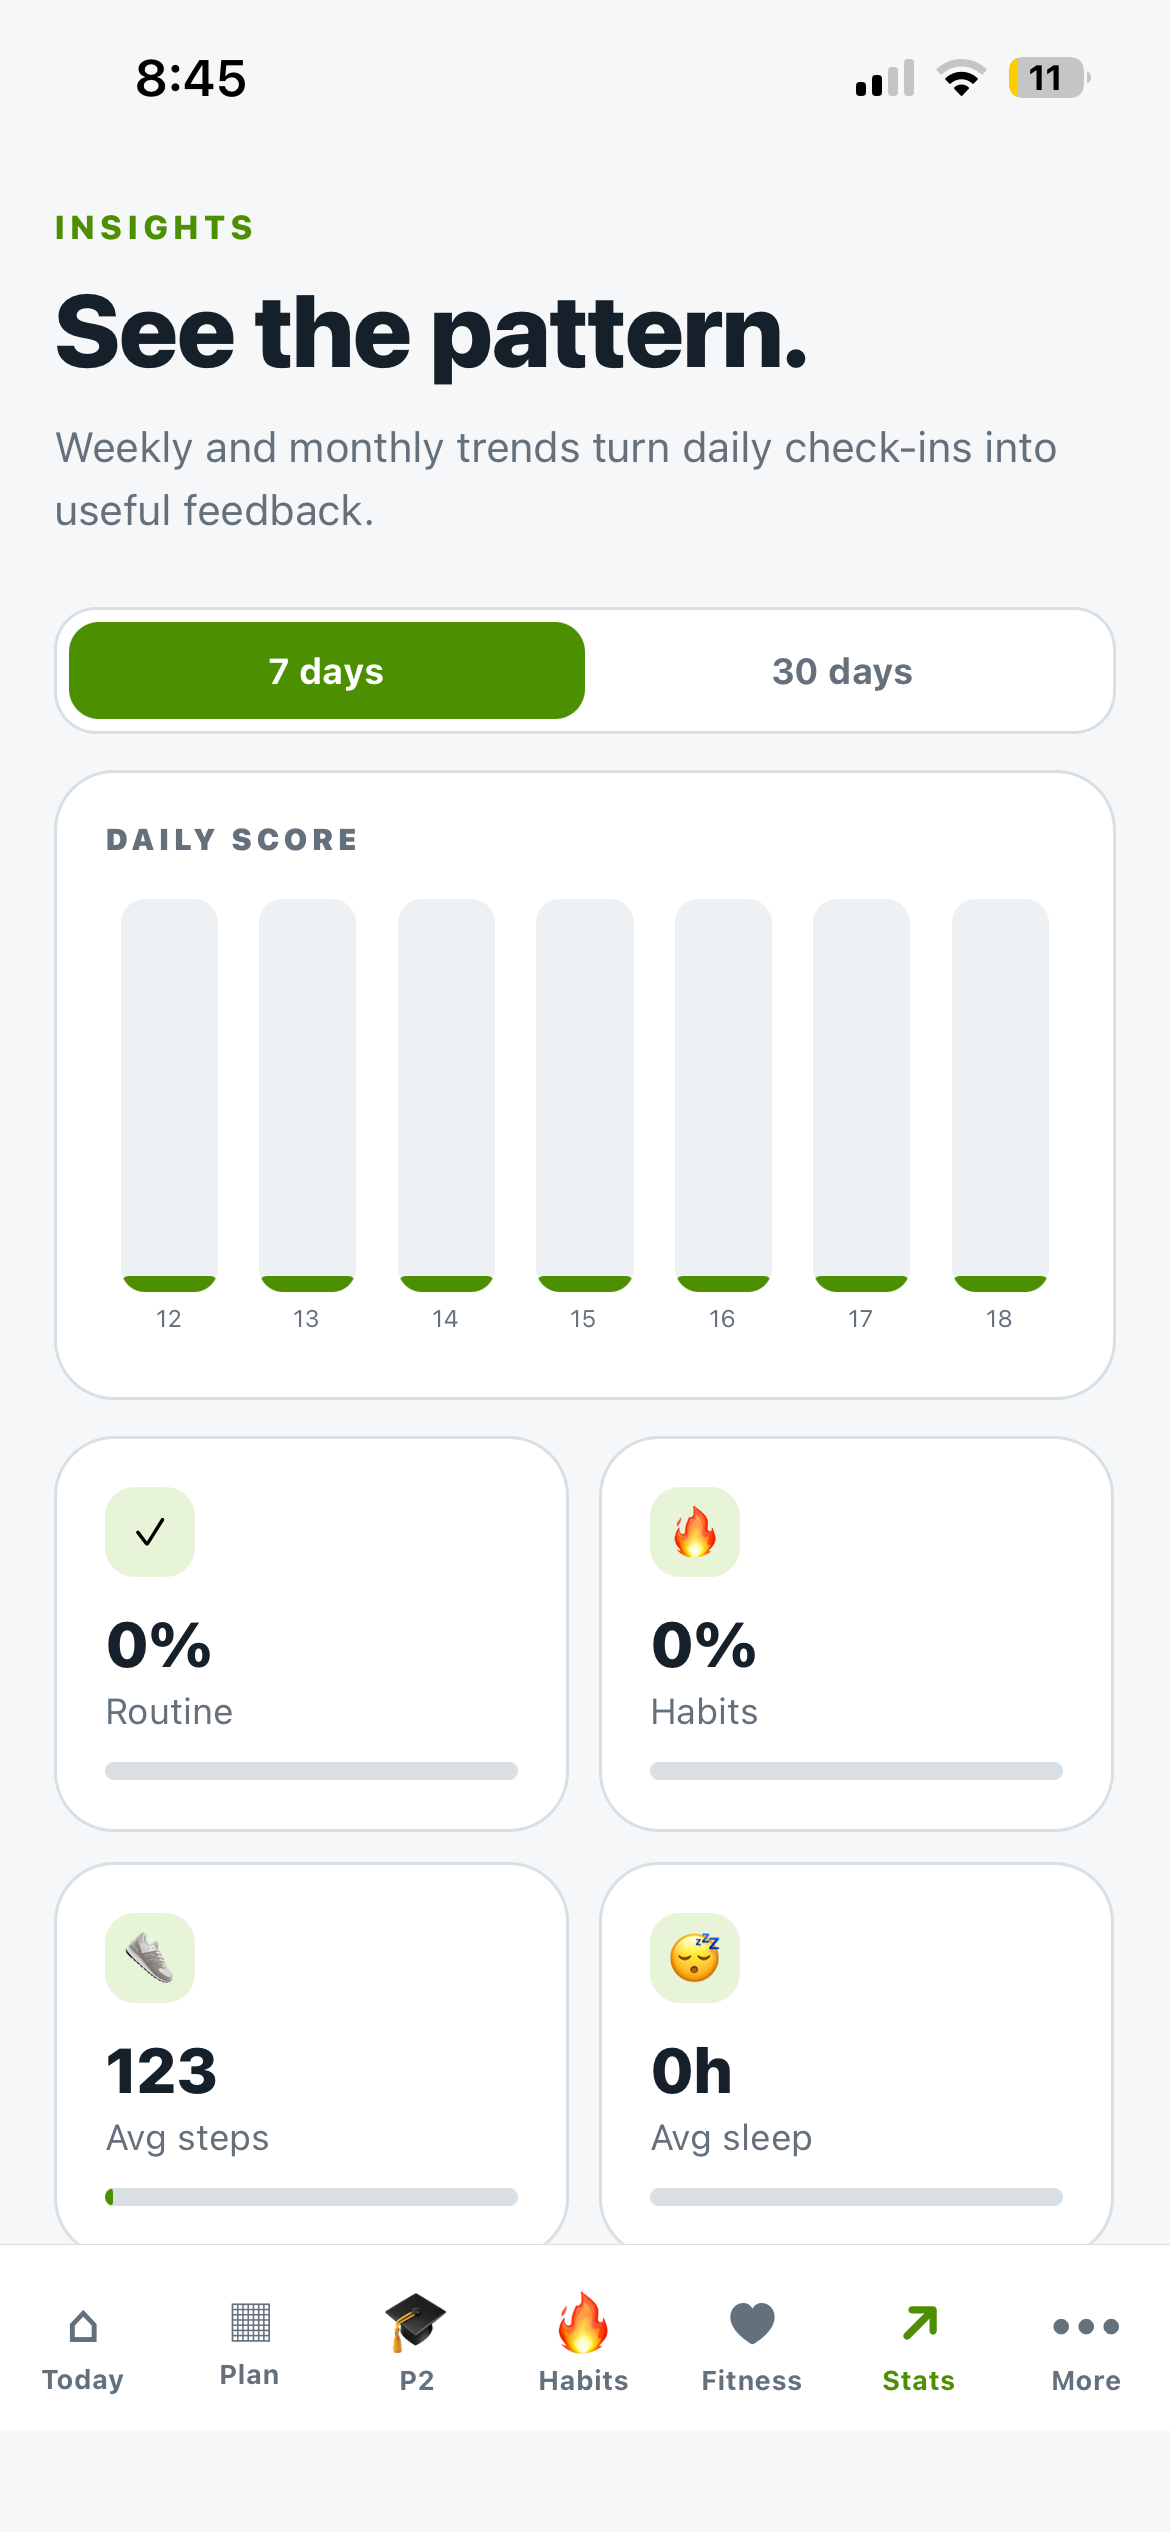 8:45
11
INSIGHTS
See the pattern.
Weekly and monthly trends turn daily check-ins into
useful feedback.
7 days
30 days
DAILY SCORE
12 13 14 15 16 17 18
0%
Routine
0%
Habits
123
Avg steps
0h
Avg sleep
Today
Plan
P2
Habits
Fitness
Stats
More